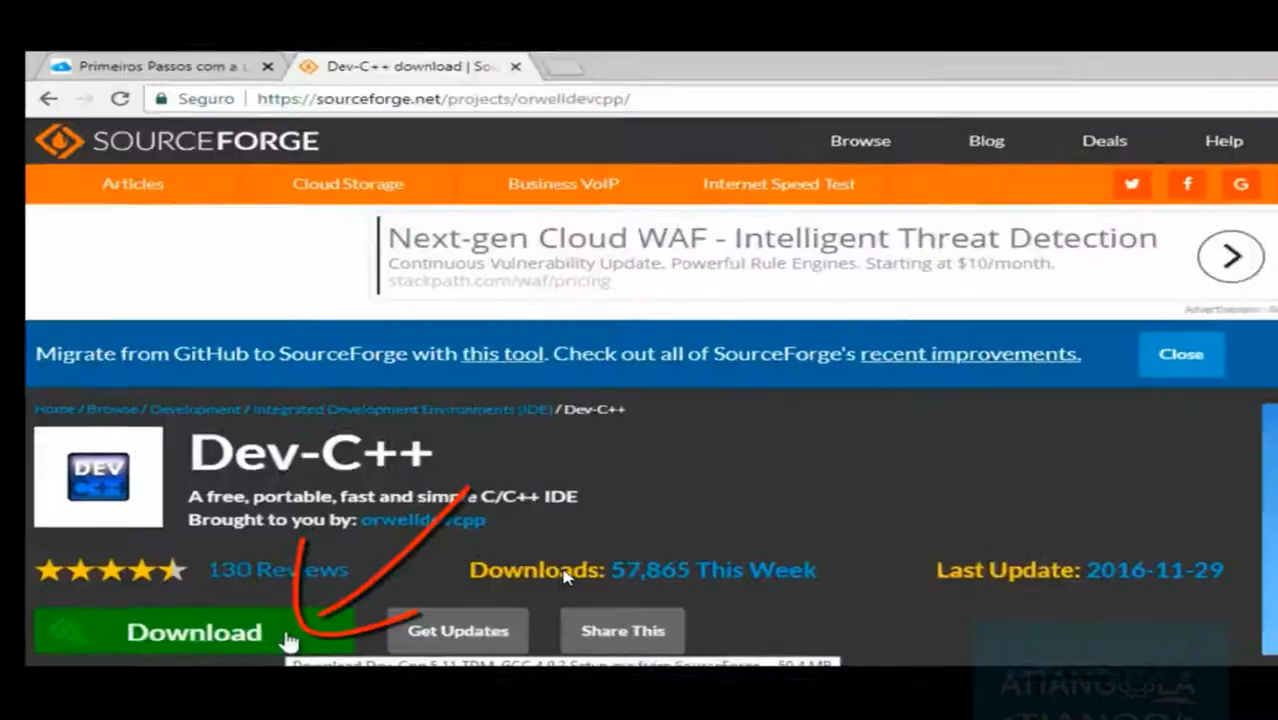 Primeiros Passos com a L
Dev-C++ download | So
Seguro
https://sourceforge.net/projects/orwelldevcpp/
SOURCEFORGE
Browse
Blog
Deals
Help
Articles
Cloud Storage
Business VoIP
Internet Speed Test
Next-gen Cloud WAF - Intelligent Threat Detection
Continuous Vulnerability Update. Powerful Rule Engines. Starting at $10/month.
stackpath.com/waf/pricing
Migrate from GitHub to SourceForge with this tool. Check out all of SourceForge's recent improvements.
Close
Home / Browse / Development / Integrated Development Environments (IDE) / Dev-C++
DEV C++
Dev-C++
A free, portable, fast and simple C/C++ IDE
Brought to you by: orwelldevcpp
130 Reviews
Downloads: 57,865 This Week
Last Update: 2016-11-29
Download
Get Updates
Share This
ATIANGOLA